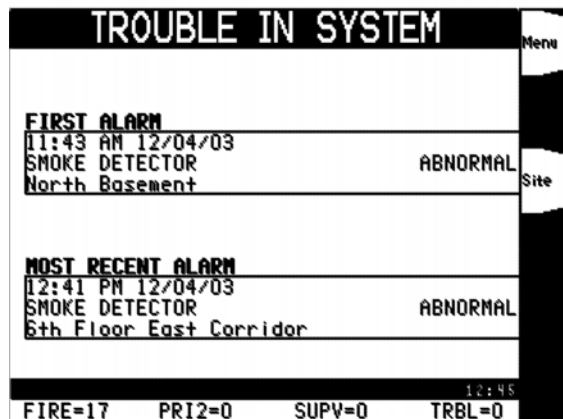 TROUBLE IN SYSTEM
Menu
FIRST ALARM
11:43 AM 12/04/03
SMOKE DETECTOR ABNORMAL
North Basement
Site
MOST RECENT ALARM
12:41 PM 12/04/03
SMOKE DETECTOR ABNORMAL
6th Floor East Corridor
12:45
FIRE=17 PRI2=0 SUPV=0 TRBL=0